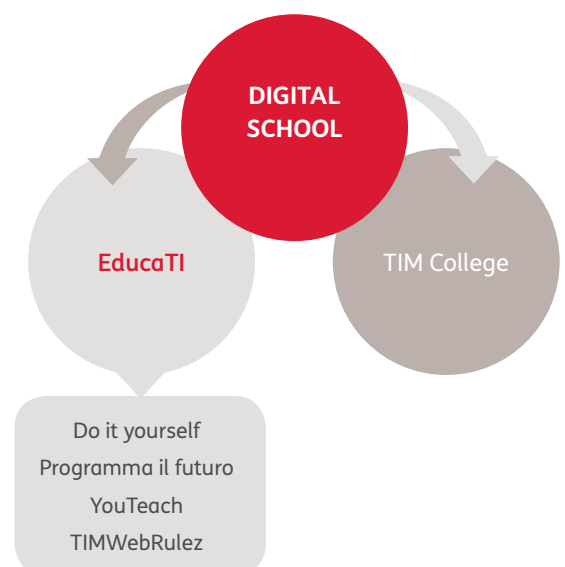 DIGITAL
SCHOOL
EducaTI
TIM College
Do it yourself
Programma il futuro
YouTeach
TIMWebRulez